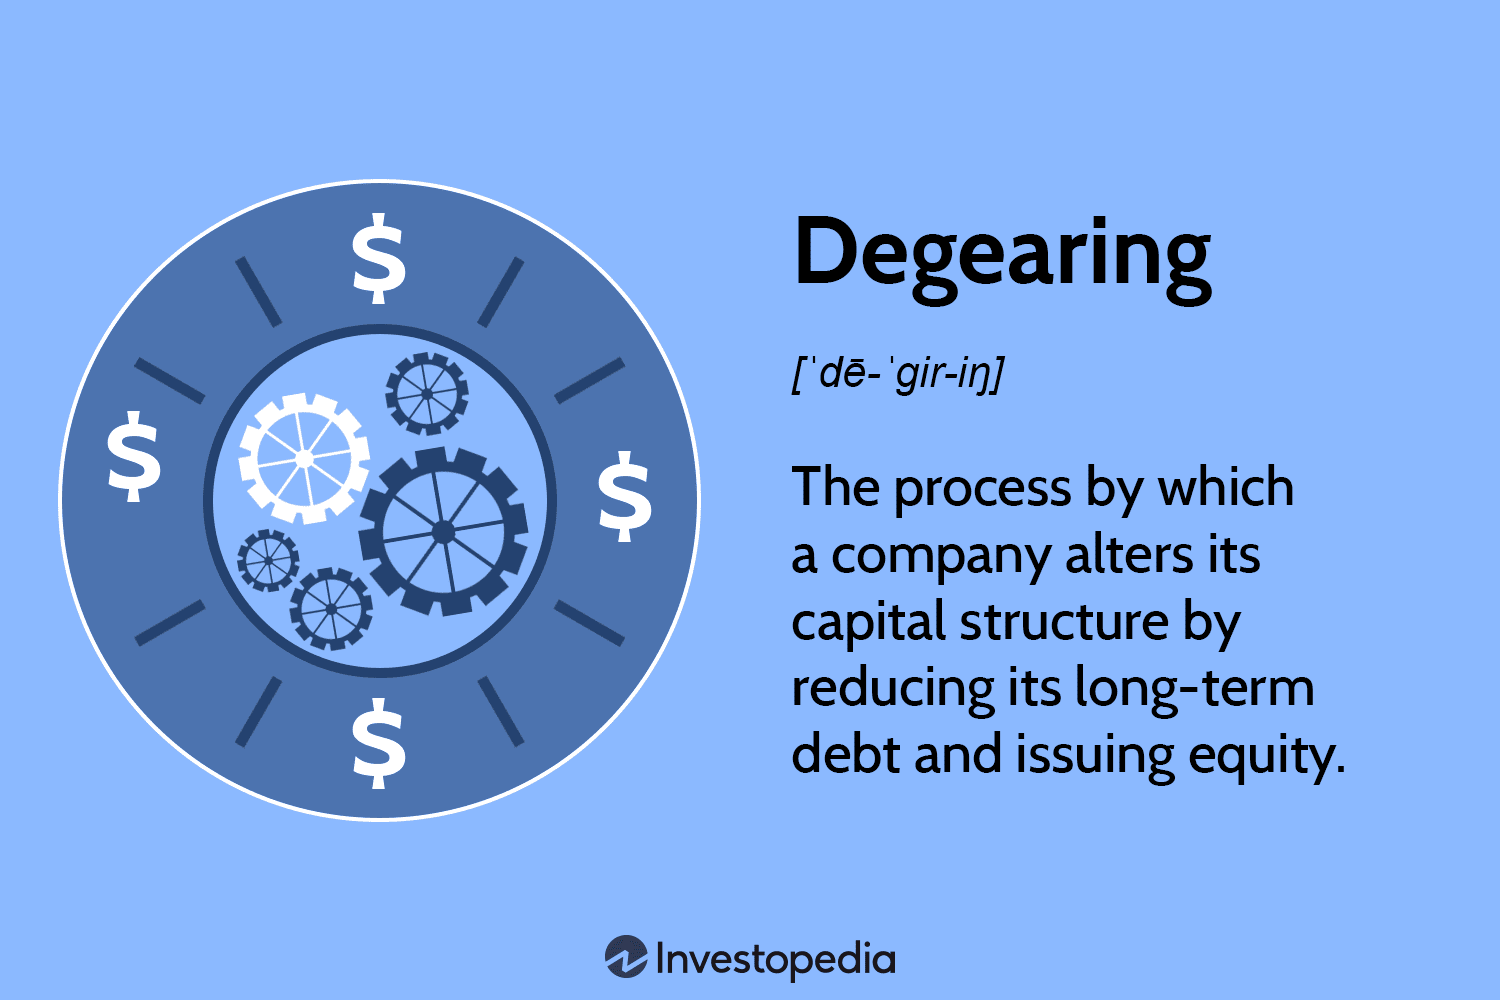 $
$
$
$
Degearing
[ˈdē-ˈgir-iŋ]
The process by which
a company alters its
capital structure by
reducing its long-term
debt and issuing equity.
Investopedia